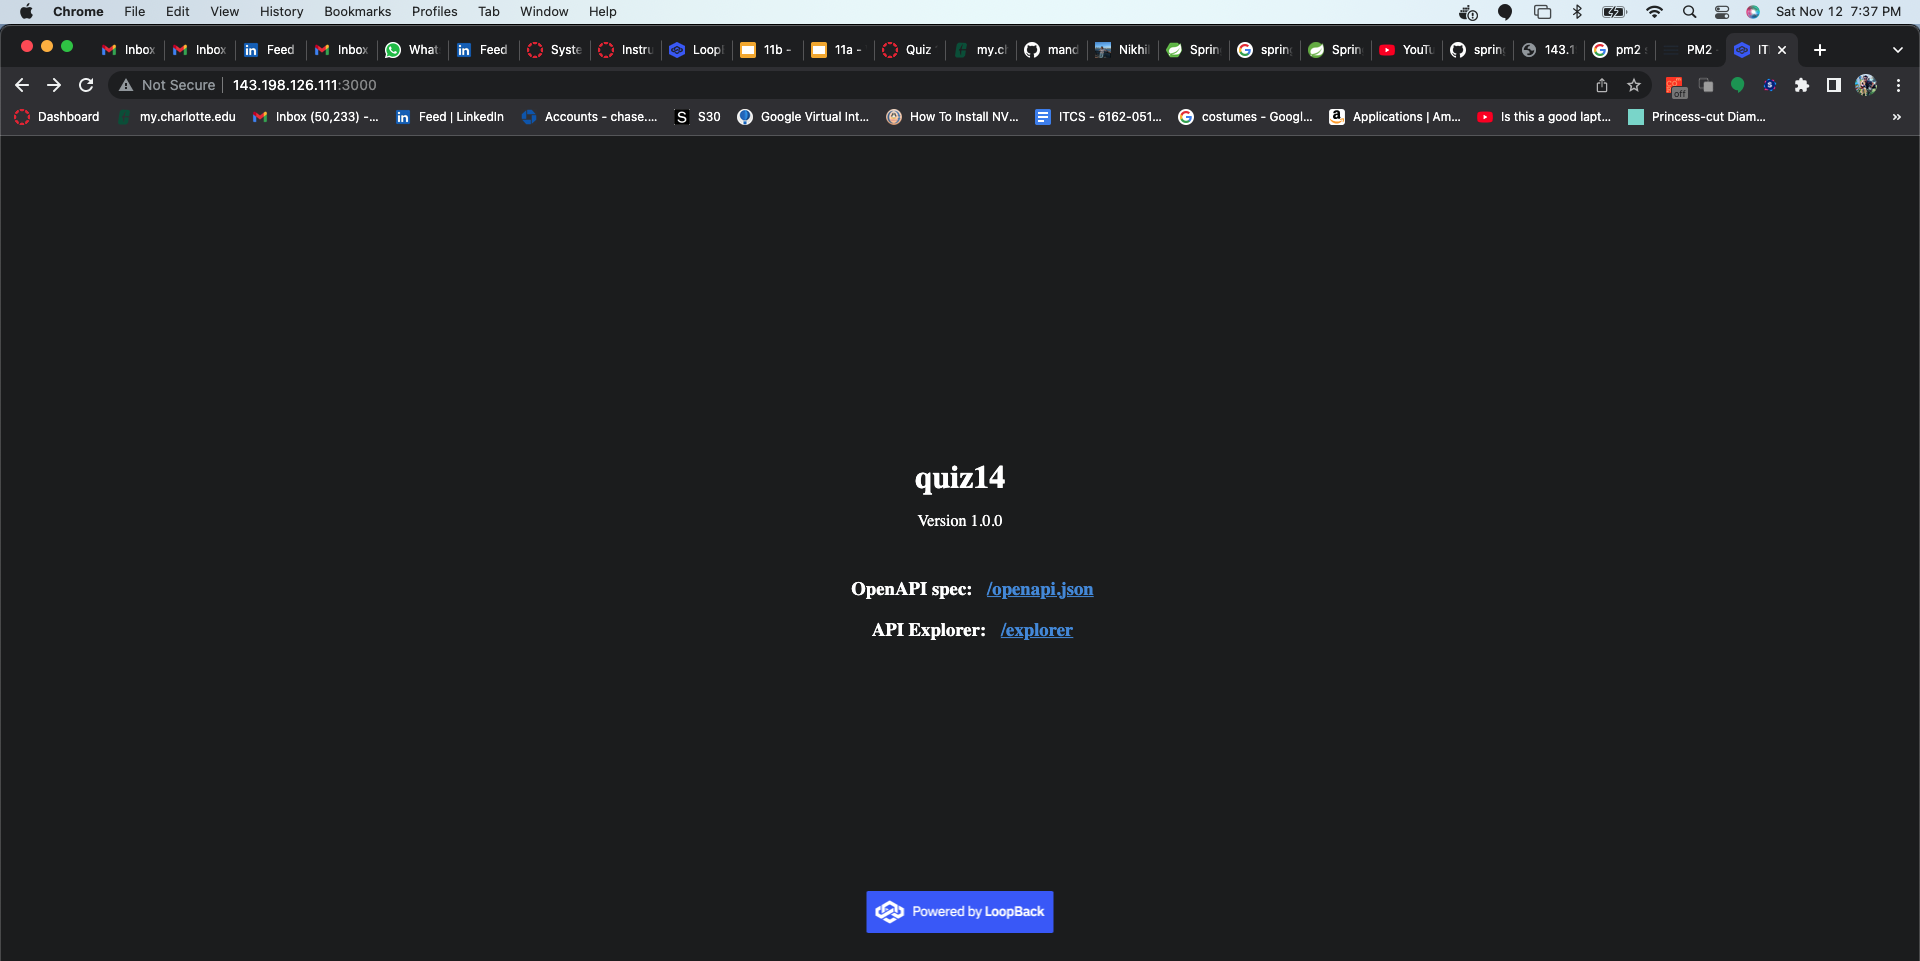 Chrome File Edit View History Bookmarks Profiles Tab Window Help Sat Nov 12 7:37 PM
Inbox Inbox Feed Inbox What Feed Syste Instru Loop 11b - 11a - Quiz my.cl mand Nikhil Sprin spring Sprin YouTu spring 143.1 pm2 s PM2 IT
Not Secure 143.198.126.111:3000 off
Dashboard my.charlotte.edu Inbox (50,233) -... Feed | LinkedIn Accounts - chase.... S S30 Google Virtual Int... How To Install NV... ITCS - 6162-051... costumes - Googl... Applications | Am... Is this a good lapt... Princess-cut Diam... »
quiz14
Version 1.0.0
OpenAPI spec: /openapi.json
API Explorer: /explorer
Powered by LoopBack